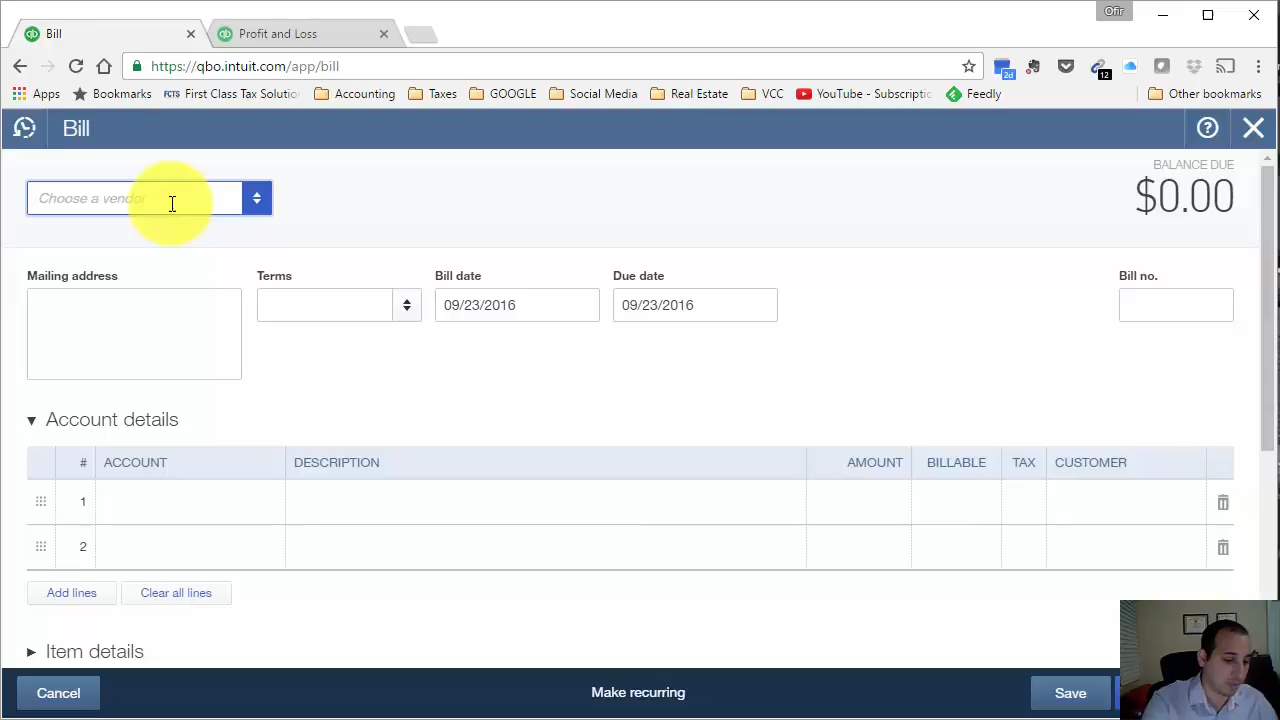 Ofir
Bill
Profit and Loss
https://qbo.intuit.com/app/bill
2d
12
Apps
Bookmarks
FCTS First Class Tax Solutio
Accounting
Taxes
GOOGLE
Social Media
Real Estate
VCC
YouTube - Subscriptic
Feedly
Other bookmarks
Bill
?
BALANCE DUE
$0.00
Choose a vendor
Mailing address
Terms
Bill date
Due date
Bill no.
09/23/2016
09/23/2016
Account details
# ACCOUNT DESCRIPTION AMOUNT BILLABLE TAX CUSTOMER
1
2
Add lines
Clear all lines
Item details
Cancel
Make recurring
Save